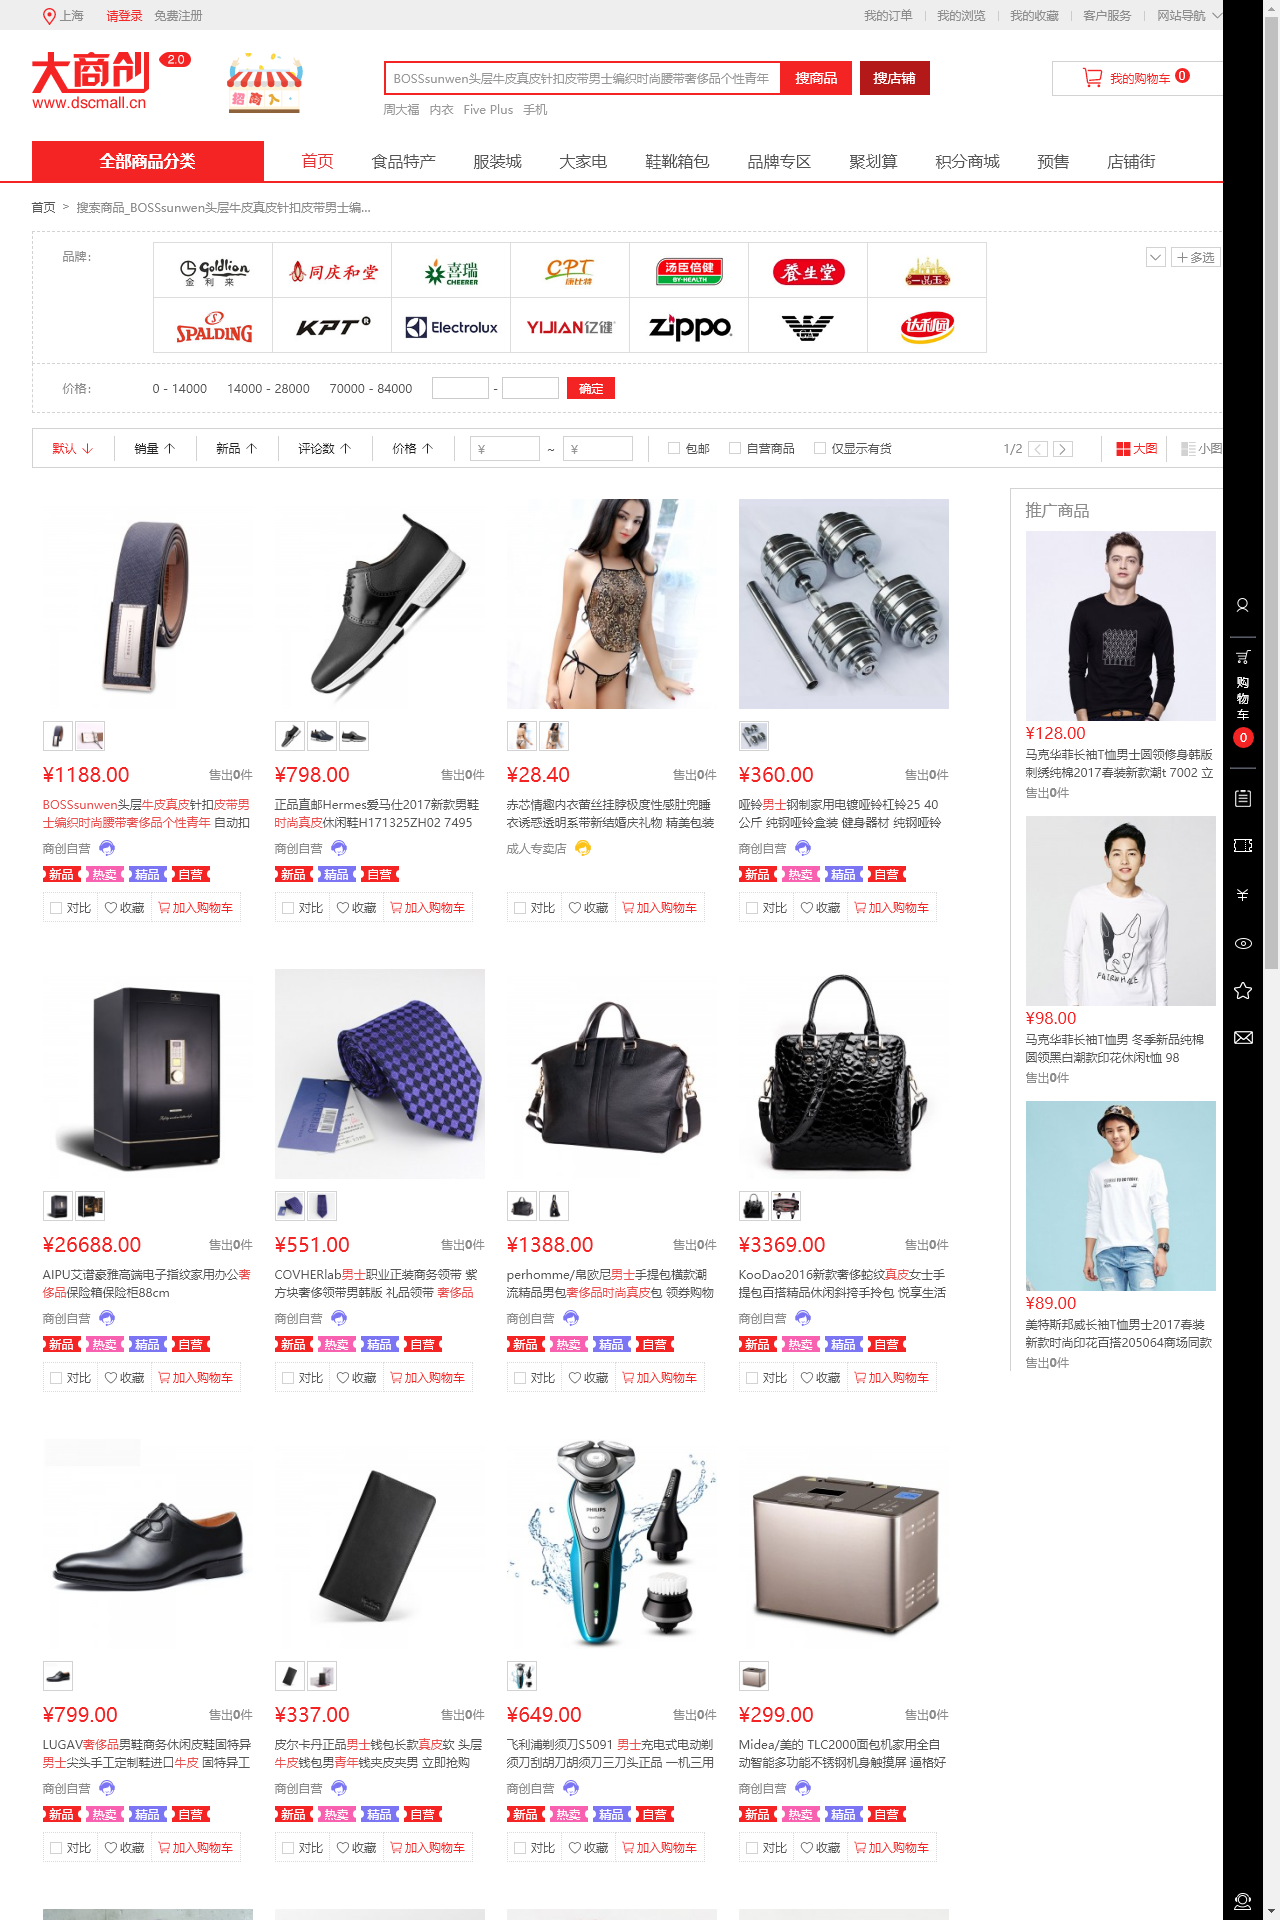 上海 请登录 免费注册 我的订单 我的浏览 我的收藏 客户服务 网站导航
大商创 2.0
www.dscmall.cn
招商入
BOSSsunwen头层牛皮真皮针扣皮带男士编织时尚腰带奢侈品个性青年 搜商品 搜店铺
我的购物车 0
周大福 内衣 Five Plus 手机
全部商品分类 首页 食品特产 服装城 大家电 鞋靴箱包 品牌专区 聚划算 积分商城 预售 店铺街
首页 > 搜索商品_BOSSsunwen头层牛皮真皮针扣皮带男士编...
品牌:
Goldlion 金利来 同庆和堂 喜瑞 CHEERER CPT 康比特 汤臣倍健 BY-HEALTH 养生堂 一品玉
多选
SPALDING KPT Electrolux YIJIAN亿健 zippo 达利园
价格: 0 - 14000 14000 - 28000 70000 - 84000 - 确定
默认 销量 新品 评论数 价格 ¥ ~ ¥ 包邮 自营商品 仅显示有货 1/2 大图 小图
¥1188.00 售出0件
BOSSsunwen头层牛皮真皮针扣皮带男
士编织时尚腰带奢侈品个性青年 自动扣
商创自营
新品 热卖 精品 自营
对比 收藏 加入购物车
¥798.00 售出0件
正品直邮Hermes爱马仕2017新款男鞋
时尚真皮休闲鞋H171325ZH02 7495
商创自营
新品 精品 自营
对比 收藏 加入购物车
¥28.40 售出0件
赤芯情趣内衣蕾丝挂脖极度性感肚兜睡
衣诱惑透明系带新结婚庆礼物 精美包装
成人专卖店
对比 收藏 加入购物车
¥360.00 售出0件
哑铃男士钢制家用电镀哑铃杠铃25 40
公斤 纯钢哑铃盒装 健身器材 纯钢哑铃
商创自营
新品 热卖 精品 自营
对比 收藏 加入购物车
¥26688.00 售出0件
AIPU艾谱豪雅高端电子指纹家用办公奢
侈品保险箱保险柜88cm
商创自营
新品 热卖 精品 自营
对比 收藏 加入购物车
¥551.00 售出0件
COVHERlab男士职业正装商务领带 紫
方块奢侈领带男韩版 礼品领带 奢侈品
商创自营
新品 热卖 精品 自营
对比 收藏 加入购物车
¥1388.00 售出0件
perhomme/帛欧尼男士手提包横款潮
流精品男包奢侈品时尚真皮包 领券购物
商创自营
新品 热卖 精品 自营
对比 收藏 加入购物车
¥3369.00 售出0件
KooDao2016新款奢侈蛇纹真皮女士手
提包百搭精品休闲斜挎手拎包 悦享生活
商创自营
新品 热卖 精品 自营
对比 收藏 加入购物车
PHILIPS
¥799.00 售出0件
LUGAV奢侈品男鞋商务休闲皮鞋固特异
男士尖头手工定制鞋进口牛皮 固特异工
商创自营
新品 热卖 精品 自营
对比 收藏 加入购物车
¥337.00 售出0件
皮尔卡丹正品男士钱包长款真皮软 头层
牛皮钱包男青年钱夹皮夹男 立即抢购
商创自营
新品 热卖 精品 自营
对比 收藏 加入购物车
¥649.00 售出0件
飞利浦剃须刀S5091 男士充电式电动剃
须刀刮胡刀胡须刀三刀头正品 一机三用
商创自营
新品 热卖 精品 自营
对比 收藏 加入购物车
¥299.00 售出0件
Midea/美的 TLC2000面包机家用全自
动智能多功能不锈钢机身触摸屏 逼格好
商创自营
新品 热卖 精品 自营
对比 收藏 加入购物车
推广商品
¥128.00
马克华菲长袖T恤男士圆领修身韩版
刺绣纯棉2017春装新款潮t 7002 立
售出0件
¥98.00
马克华菲长袖T恤男 冬季新品纯棉
圆领黑白潮款印花休闲t恤 98
售出0件
¥89.00
美特斯邦威长袖T恤男士2017春装
新款时尚印花百搭205064商场同款
售出0件
购
物
车
0